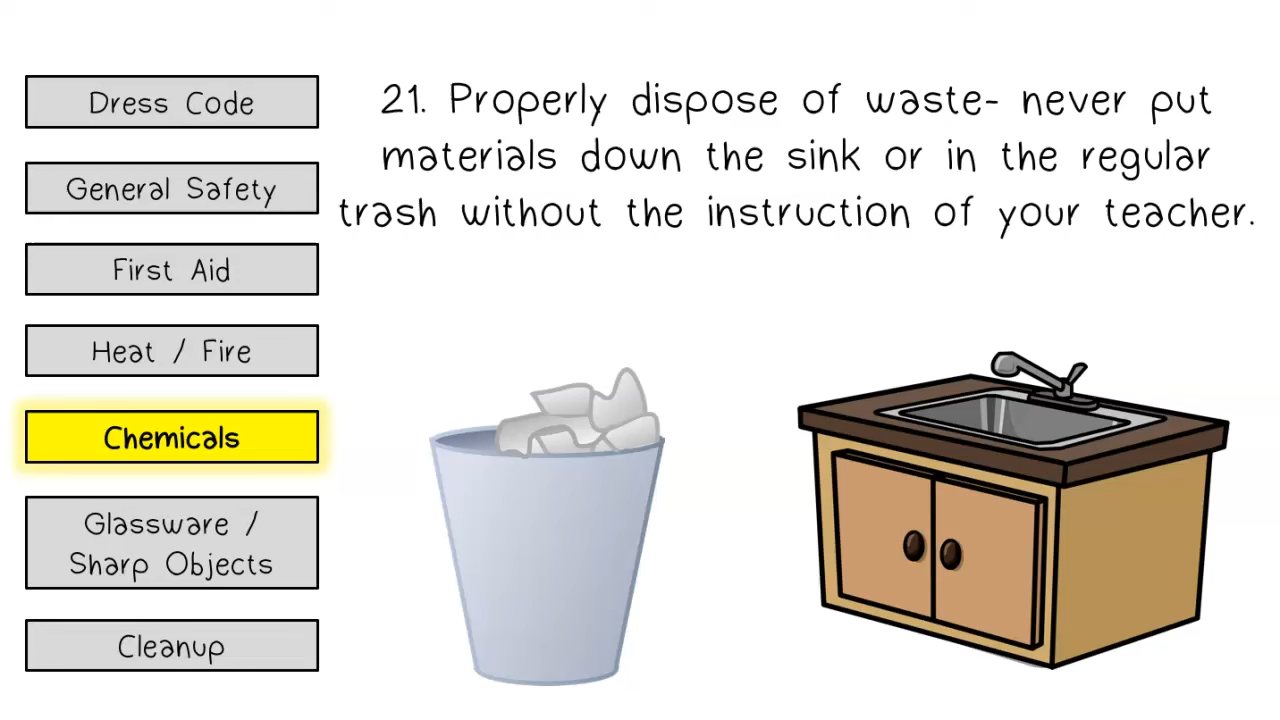 Dress Code
General Safety
First Aid
Heat / Fire
Chemicals
Glassware /
Sharp Objects
Cleanup
21. Properly dispose of waste- never put
materials down the sink or in the regular
trash without the instruction of your teacher.